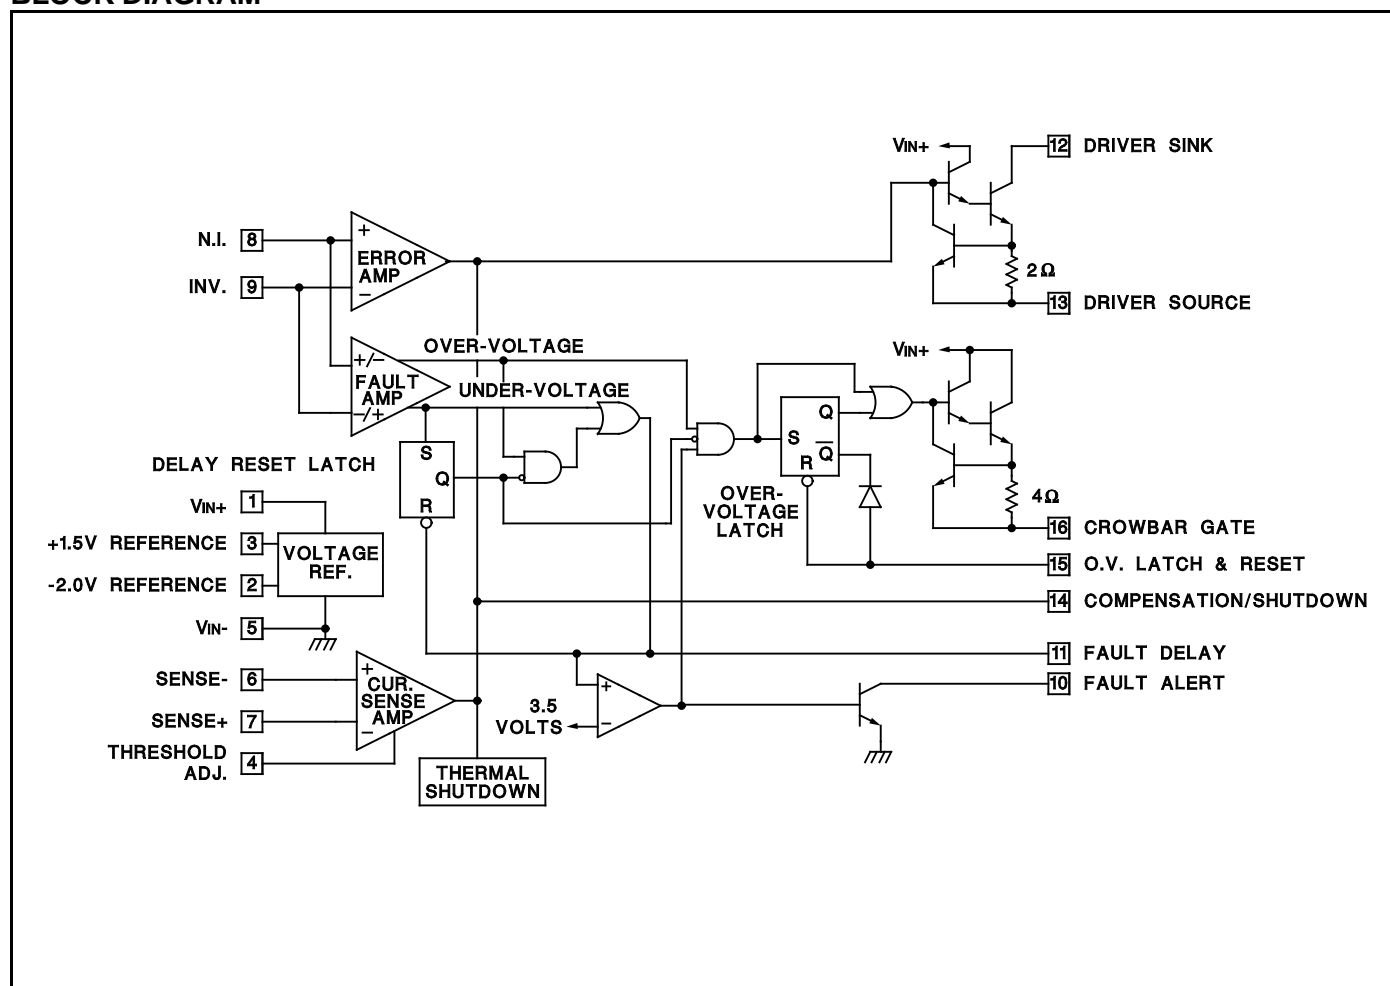 BLOCK DIAGRAM
VIN+
12 DRIVER SINK
N.I. 8
+
ERROR
AMP
−
INV. 9
2Ω
13 DRIVER SOURCE
OVER-VOLTAGE
VIN+
+/−
FAULT
AMP
−/+
UNDER-VOLTAGE
S
Q
R
DELAY RESET LATCH
S
Q
Q
R
OVER-
VOLTAGE
LATCH
4Ω
16 CROWBAR GATE
VIN+ 1
+1.5V REFERENCE 3
VOLTAGE
REF.
-2.0V REFERENCE 2
15 O.V. LATCH & RESET
14 COMPENSATION/SHUTDOWN
VIN- 5
11 FAULT DELAY
SENSE- 6
+
CUR.
SENSE
AMP
−
10 FAULT ALERT
SENSE+ 7
3.5
VOLTS
+
−
THRESHOLD
ADJ. 4
THERMAL
SHUTDOWN